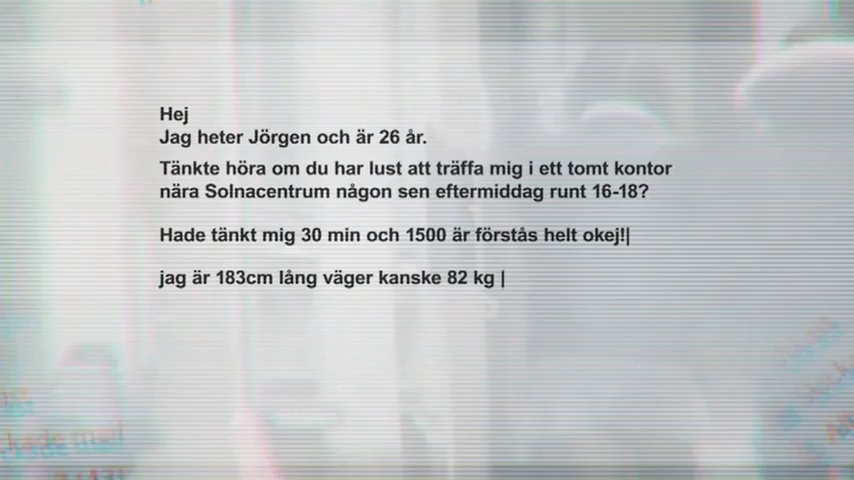 Hej
Jag heter Jörgen och är 26 år.
Tänkte höra om du har lust att träffa mig i ett tomt kontor
nära Solnacentrum någon sen eftermiddag runt 16-18?
Hade tänkt mig 30 min och 1500 är förstås helt okej!|
jag är 183cm lång väger kanske 82 kg |